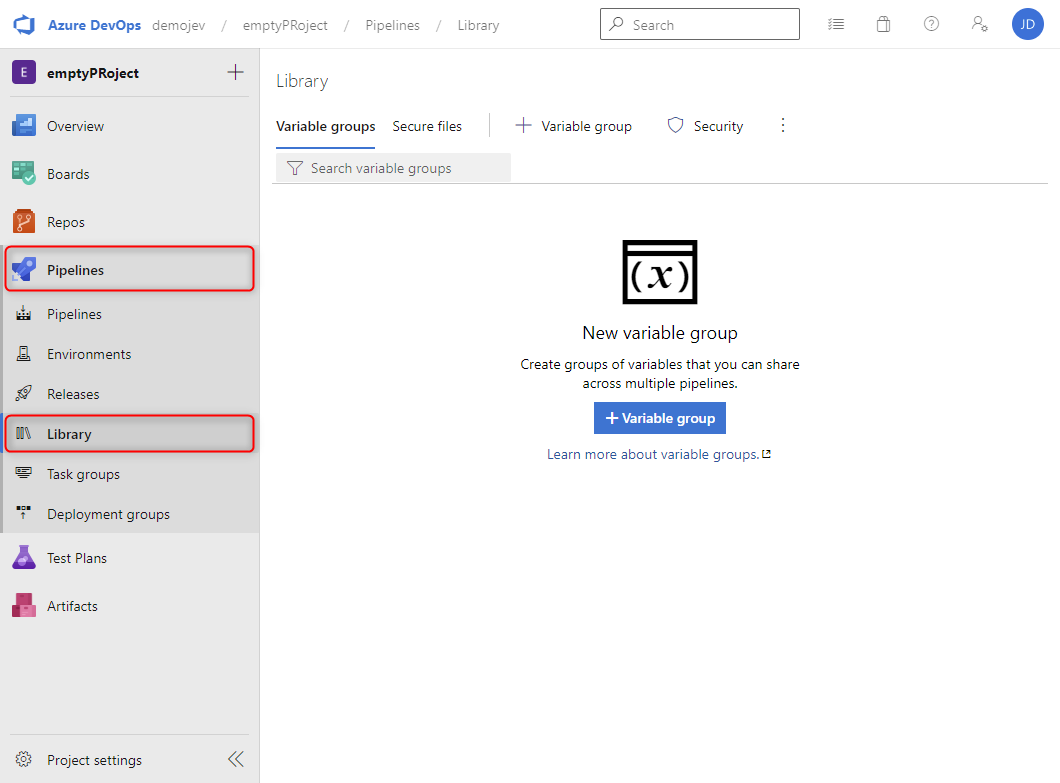 Azure DevOps demojev / emptyPRoject / Pipelines / Library Search JD
E emptyPRoject
Overview
Boards
Repos
Pipelines
Pipelines
Environments
Releases
Library
Task groups
Deployment groups
Test Plans
Artifacts
Project settings
Library
Variable groups Secure files Variable group Security
Search variable groups
(x)
New variable group
Create groups of variables that you can share
across multiple pipelines.
+ Variable group
Learn more about variable groups.